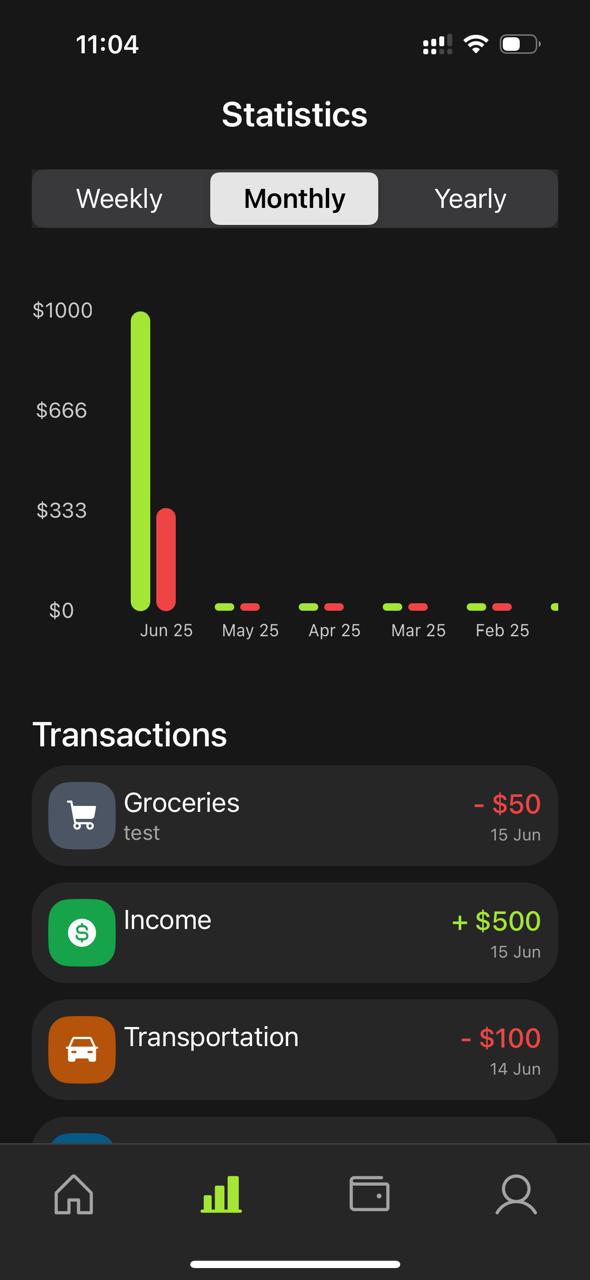 11:04
Statistics
Weekly Monthly Yearly
$1000
$666
$333
$0
Jun 25 May 25 Apr 25 Mar 25 Feb 25
Transactions
Groceries - $50
test 15 Jun
Income + $500
15 Jun
Transportation - $100
14 Jun